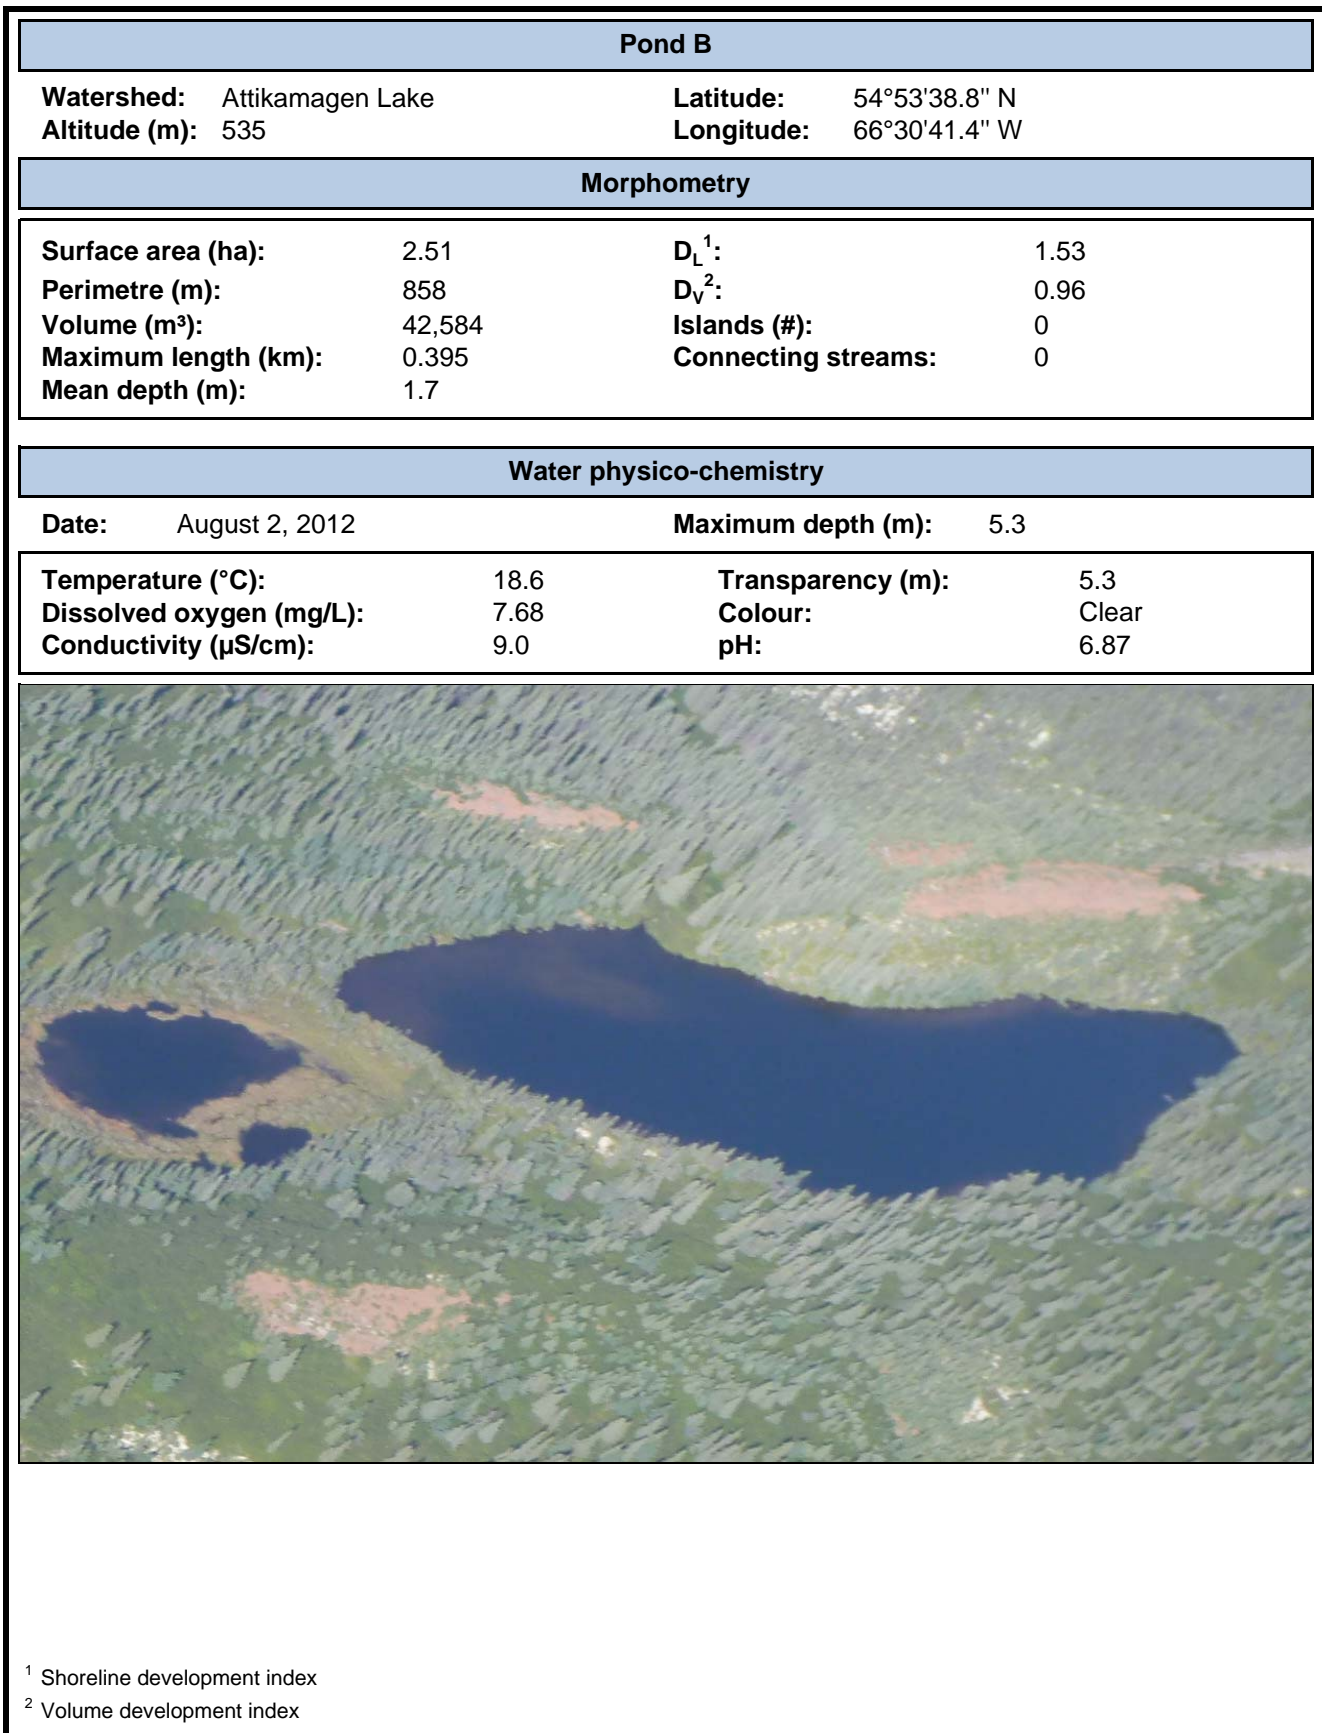 Pond B
Watershed: Attikamagen Lake Latitude: 54°53'38.8" N
Altitude (m): 535 Longitude: 66°30'41.4" W
Morphometry
Surface area (ha): 2.51 D_L^1: 1.53
Perimetre (m): 858 D_V^2: 0.96
Volume (m³): 42,584 Islands (#): 0
Maximum length (km): 0.395 Connecting streams: 0
Mean depth (m): 1.7
Water physico-chemistry
Date: August 2, 2012 Maximum depth (m): 5.3
Temperature (°C): 18.6 Transparency (m): 5.3
Dissolved oxygen (mg/L): 7.68 Colour: Clear
Conductivity (µS/cm): 9.0 pH: 6.87
1 Shoreline development index
2 Volume development index